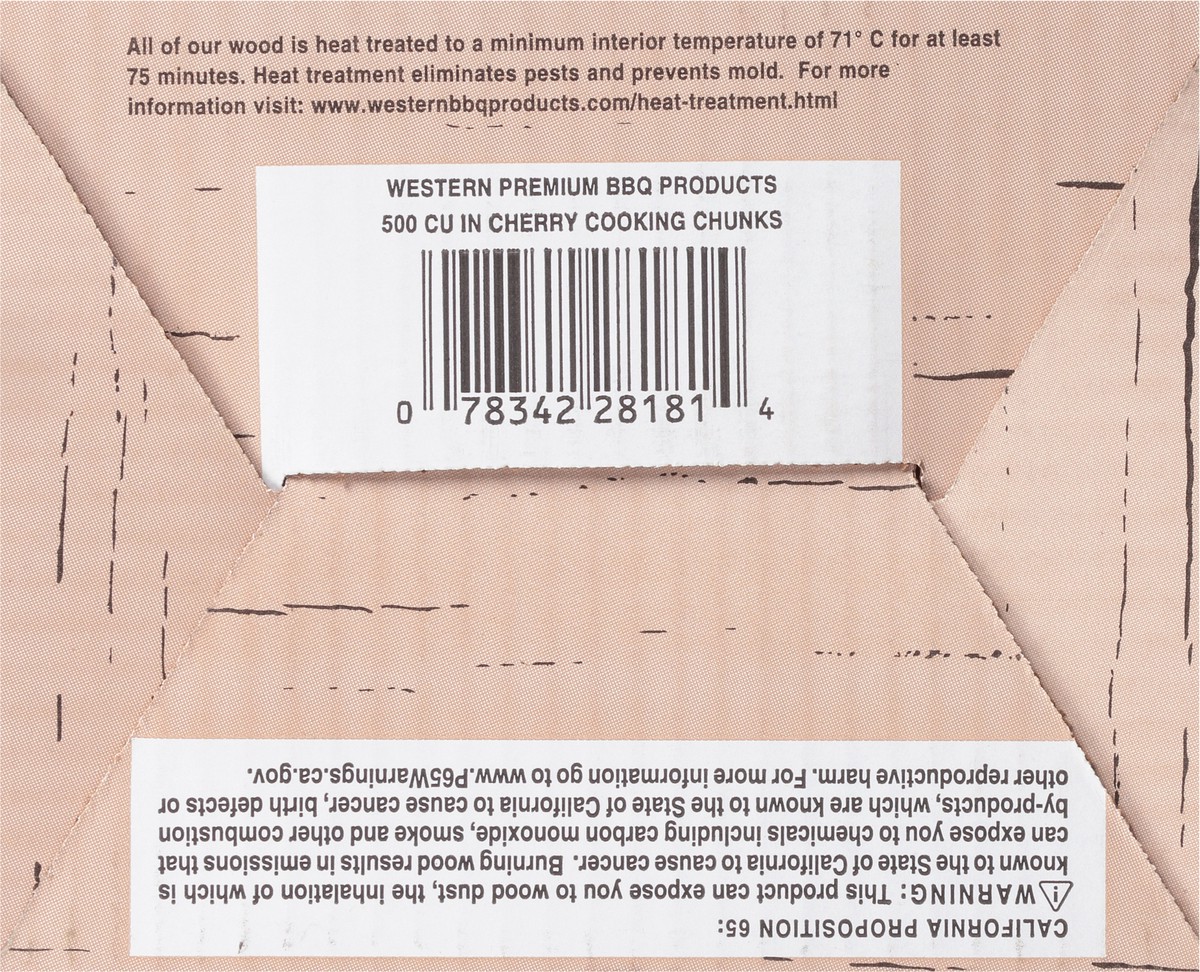 All of our wood is heat treated to a minimum interior temperature of 71° C for at least
75 minutes. Heat treatment eliminates pests and prevents mold. For more
information visit: www.westernbbqproducts.com/heat-treatment.html
WESTERN PREMIUM BBQ PRODUCTS
500 CU IN CHERRY COOKING CHUNKS
0 78342 28181 4
CALIFORNIA PROPOSITION 65:
WARNING: This product can expose you to wood dust, the inhalation of which is
known to the State of California to cause cancer. Burning wood results in emissions that
can expose you to chemicals including carbon monoxide, smoke and other combustion
by-products, which are known to the State of California to cause cancer, birth defects or
other reproductive harm. For more information go to www.P65Warnings.ca.gov.